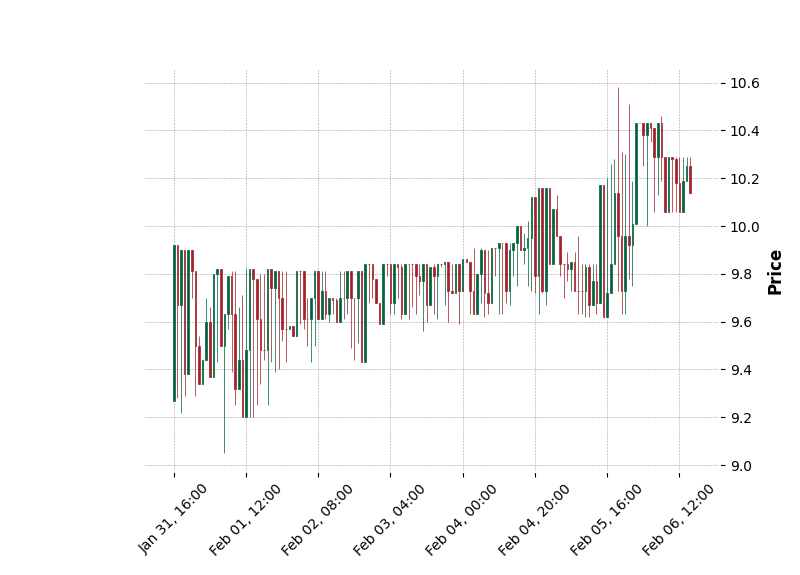 10.6
10.4
10.2
10.0
9.8
9.6
9.4
9.2
9.0
Price
Jan 31, 16:00
Feb 01, 12:00
Feb 02, 08:00
Feb 03, 04:00
Feb 04, 00:00
Feb 04, 20:00
Feb 05, 16:00
Feb 06, 12:00